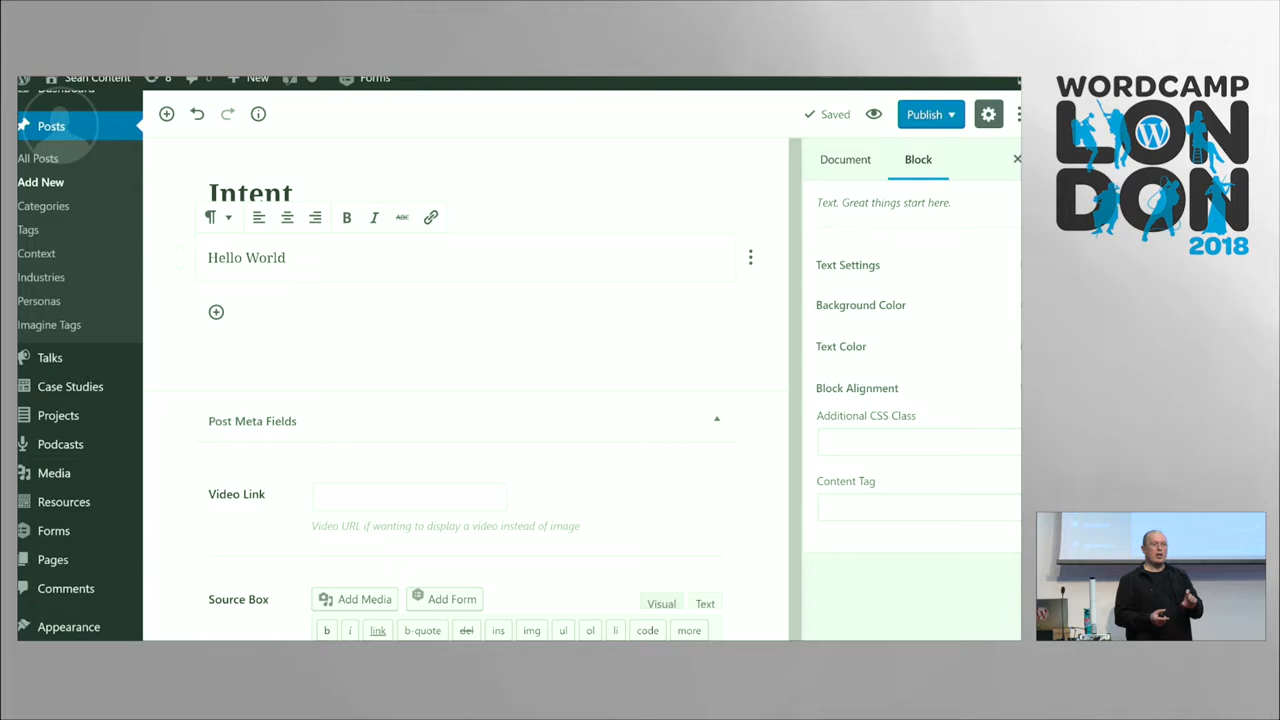 Sean Content 8 0 New Forms
Dashboard
Posts
All Posts
Add New
Categories
Tags
Context
Industries
Personas
Imagine Tags
Talks
Case Studies
Projects
Podcasts
Media
Resources
Forms
Pages
Comments
Appearance
Saved
Publish
Intent
B I ABC
Hello World
Post Meta Fields
Video Link
Video URL if wanting to display a video instead of image
Source Box
Add Media
Add Form
Visual Text
b i link b-quote del ins img ul ol li code more
Document Block
Text. Great things start here.
Text Settings
Background Color
Text Color
Block Alignment
Additional CSS Class
Content Tag
WORDCAMP
LON
DON
2018